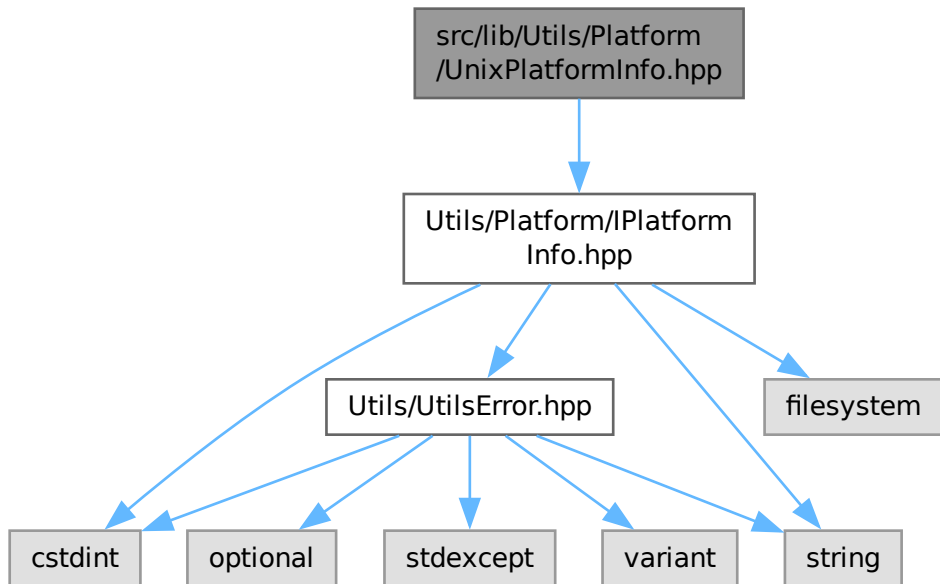 src/lib/Utils/Platform
/UnixPlatformInfo.hpp
Utils/Platform/IPlatform
Info.hpp
Utils/UtilsError.hpp
filesystem
cstdint
optional
stdexcept
variant
string